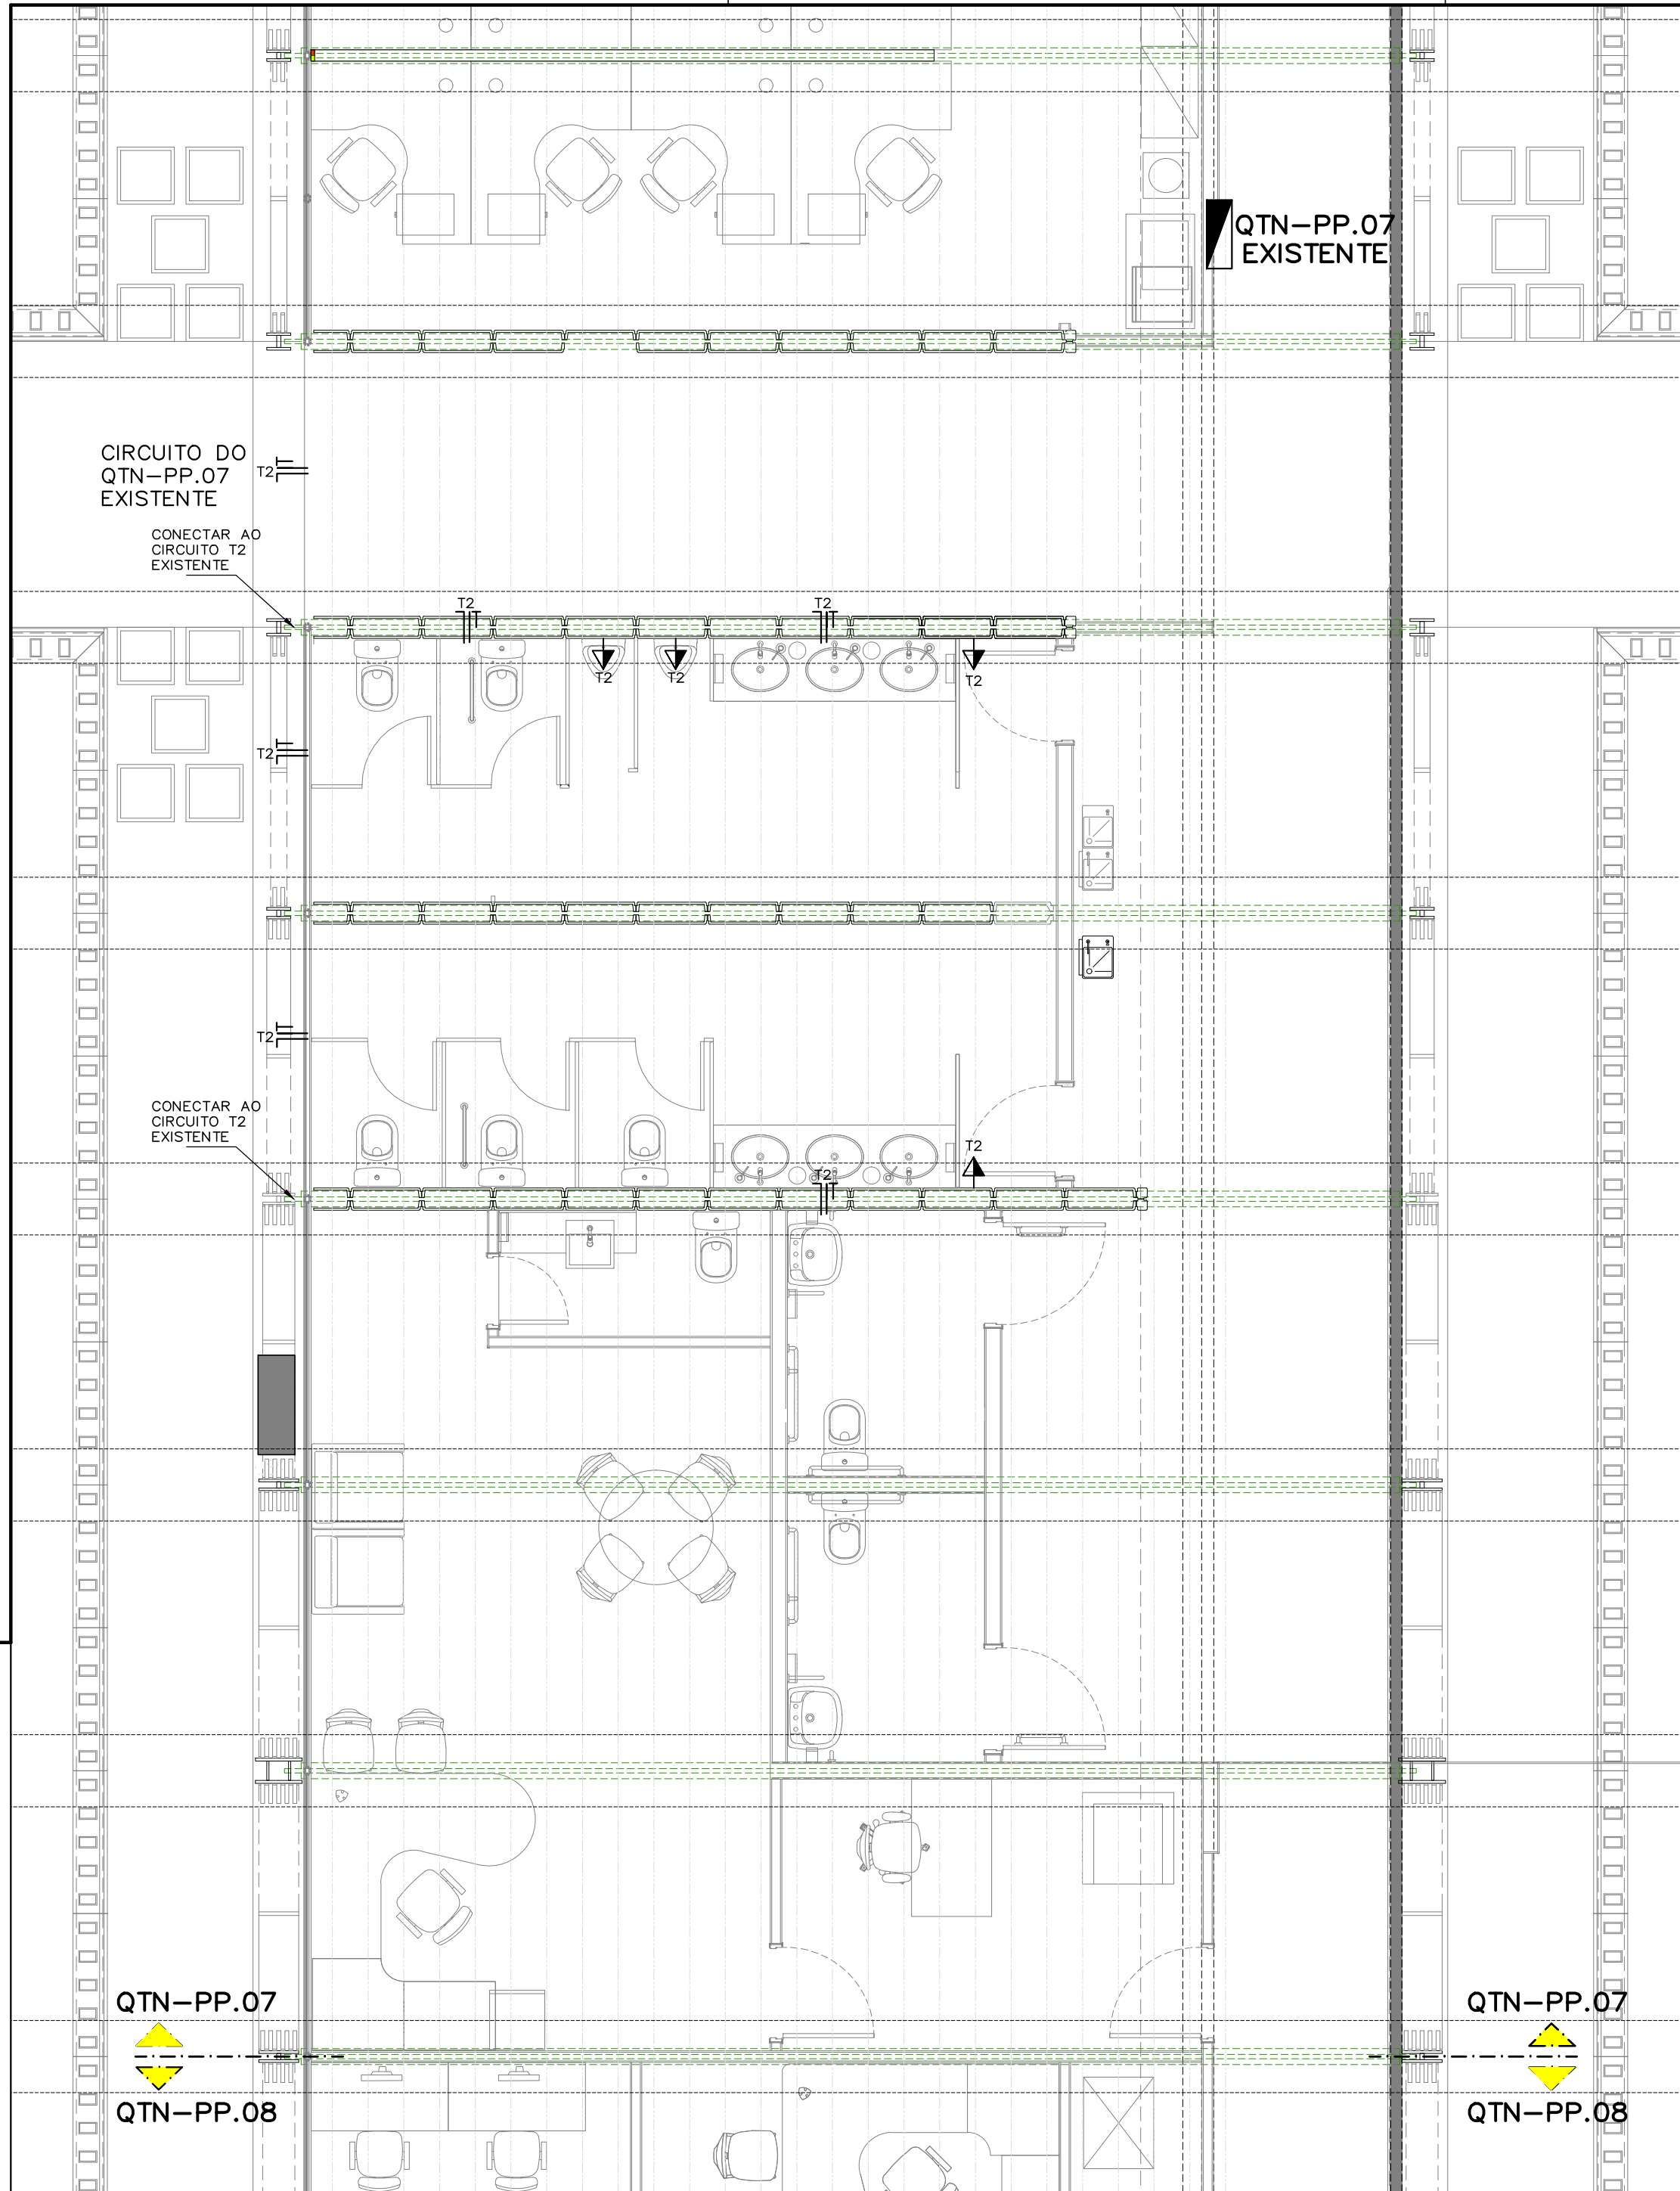 QTN-PP.07
EXISTENTE
CIRCUITO DO
QTN-PP.07
EXISTENTE
T2
CONECTAR AO
CIRCUITO T2
EXISTENTE
T2
T2
T2
T2
T2
T2
T2
CONECTAR AO
CIRCUITO T2
EXISTENTE
T2
T2
QTN-PP.07
QTN-PP.07
QTN-PP.08
QTN-PP.08